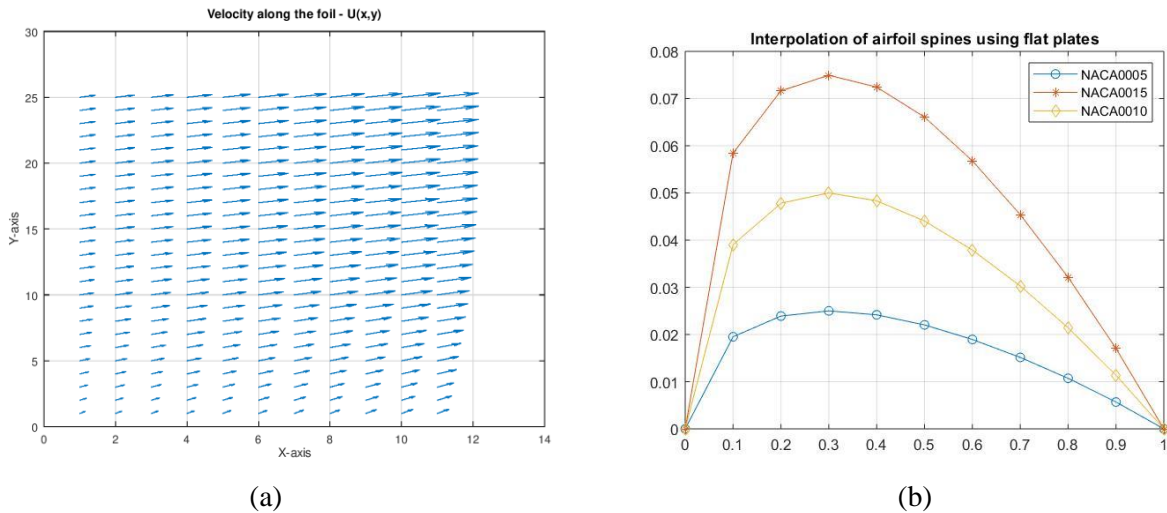 Velocity along the foil - U(x,y)
30
25
20
15
10
5
0
Y-axis
0 2 4 6 8 10 12 14
X-axis
(a)
Interpolation of airfoil spines using flat plates
0.08
0.07
0.06
0.05
0.04
0.03
0.02
0.01
0
0 0.1 0.2 0.3 0.4 0.5 0.6 0.7 0.8 0.9 1
NACA0005
NACA0015
NACA0010
(b)